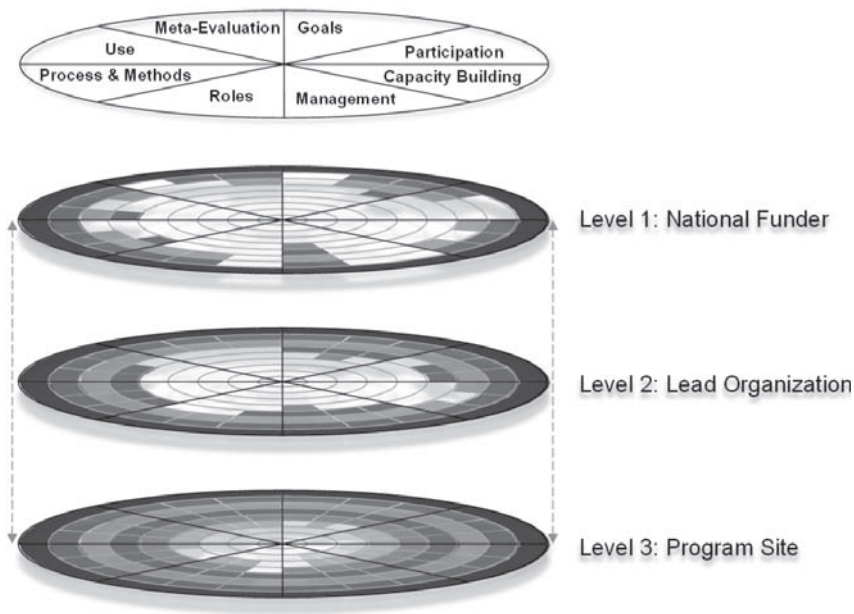 Meta-Evaluation Goals
Use Participation
Process & Methods Capacity Building
Roles Management
Level 1: National Funder
Level 2: Lead Organization
Level 3: Program Site